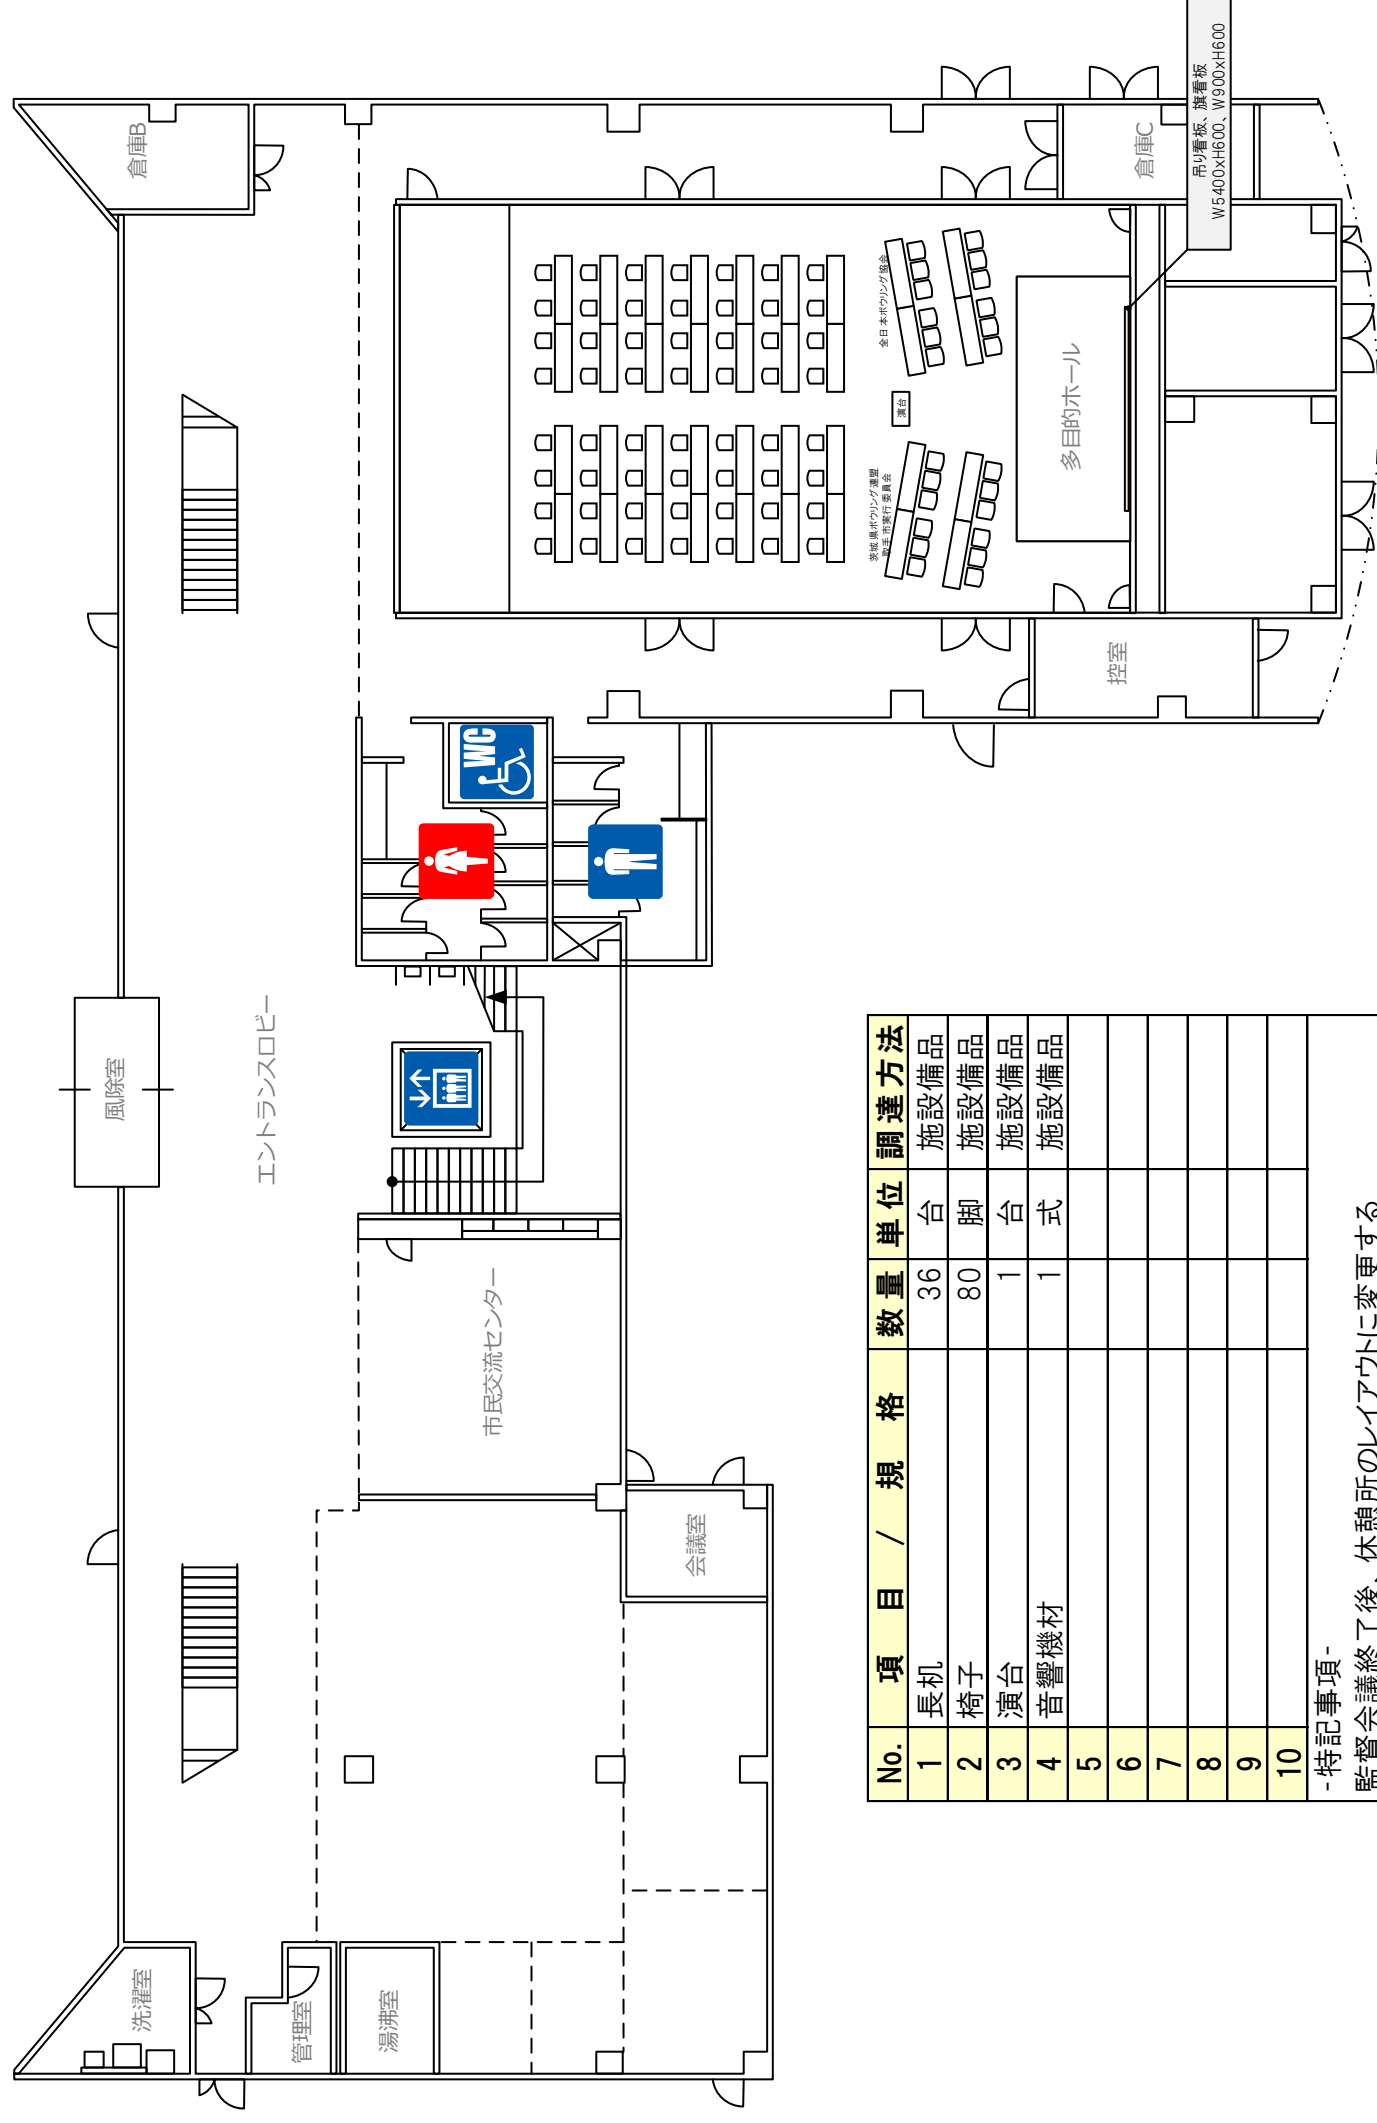 倉庫B
倉庫C
吊り看板、旗看板
W5400xH600、W900xH600
全日本ボウリング協会
演台
多目的ホール
茨城県ボウリング連盟
取手市実行委員会
控室
WC
風除室
エントランスロビー
市民交流センター
会議室
洗濯室
管理室
湯沸室
No. 項目/規格 数量 単位 調達方法
1 長机 36 台 施設備品
2 椅子 80 脚 施設備品
3 演台 1 台 施設備品
4 音響機材 1 式 施設備品
5
6
7
8
9
10
-特記事項-
監督会議終了後、休憩所のレイアウトに変更する